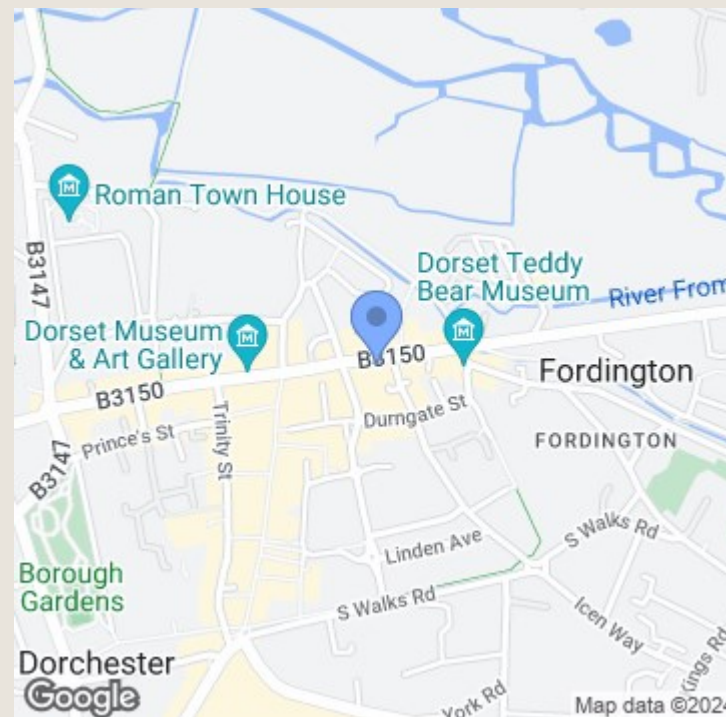 Roman Town House
B3147
Dorset Teddy
Bear Museum
River From
Dorset Museum
& Art Gallery
B3150
B3150
Fordington
Durngate St
Trinity St
Prince's St
FORDINGTON
B3147
S Walks Rd
Linden Ave
Borough
Gardens
S Walks Rd
Icen Way
Kings Rd
Dorchester
York Rd
Google
Map data ©2024